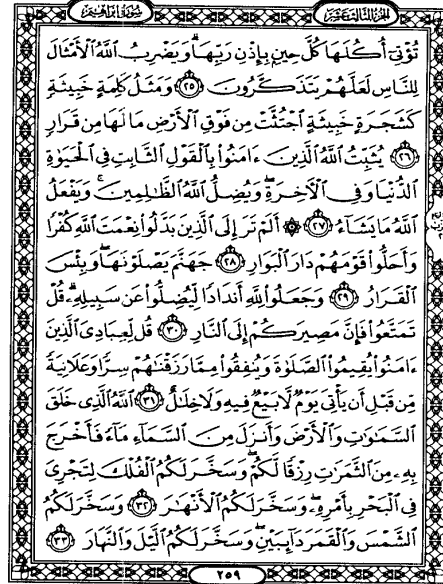 الجزء الثالث عشر سورة إبراهيم
تُؤْتِىٓ أُكُلَهَا كُلَّ حِينٍۭ بِإِذْنِ رَبِّهَا ۗ وَيَضْرِبُ ٱللَّهُ ٱلْأَمْثَالَ
لِلنَّاسِ لَعَلَّهُمْ يَتَذَكَّرُونَ ٢٥ وَمَثَلُ كَلِمَةٍ خَبِيثَةٍ
كَشَجَرَةٍ خَبِيثَةٍ ٱجْتُثَّتْ مِن فَوْقِ ٱلْأَرْضِ مَا لَهَا مِن قَرَارٍ
٢٦ يُثَبِّتُ ٱللَّهُ ٱلَّذِينَ ءَامَنُوا۟ بِٱلْقَوْلِ ٱلثَّابِتِ فِى ٱلْحَيَوٰةِ
ٱلدُّنْيَا وَفِى ٱلْءَاخِرَةِ ۖ وَيُضِلُّ ٱللَّهُ ٱلظَّـٰلِمِينَ ۚ وَيَفْعَلُ
ٱللَّهُ مَا يَشَآءُ ٢٧ ۞ أَلَمْ تَرَ إِلَى ٱلَّذِينَ بَدَّلُوا۟ نِعْمَتَ ٱللَّهِ كُفْرًا
وَأَحَلُّوا۟ قَوْمَهُمْ دَارَ ٱلْبَوَارِ ٢٨ جَهَنَّمَ يَصْلَوْنَهَا ۖ وَبِئْسَ
ٱلْقَرَارُ ٢٩ وَجَعَلُوا۟ لِلَّهِ أَندَادًا لِّيُضِلُّوا۟ عَن سَبِيلِهِۦ ۗ قُلْ
تَمَتَّعُوا۟ فَإِنَّ مَصِيرَكُمْ إِلَى ٱلنَّارِ ٣٠ قُل لِّعِبَادِىَ ٱلَّذِينَ
ءَامَنُوا۟ يُقِيمُوا۟ ٱلصَّلَوٰةَ وَيُنفِقُوا۟ مِمَّا رَزَقْنَـٰهُمْ سِرًّا وَعَلَانِيَةً
مِّن قَبْلِ أَن يَأْتِىَ يَوْمٌ لَّا بَيْعٌ فِيهِ وَلَا خِلَـٰلٌ ٣١ ٱللَّهُ ٱلَّذِى خَلَقَ
ٱلسَّمَـٰوَٰتِ وَٱلْأَرْضَ وَأَنزَلَ مِنَ ٱلسَّمَآءِ مَآءً فَأَخْرَجَ
بِهِۦ مِنَ ٱلثَّمَرَٰتِ رِزْقًا لَّكُمْ ۖ وَسَخَّرَ لَكُمُ ٱلْفُلْكَ لِتَجْرِىَ
فِى ٱلْبَحْرِ بِأَمْرِهِۦ ۖ وَسَخَّرَ لَكُمُ ٱلْأَنْهَـٰرَ ٣٢ وَسَخَّرَ لَكُمُ
ٱلشَّمْسَ وَٱلْقَمَرَ دَآئِبَيْنِ ۖ وَسَخَّرَ لَكُمُ ٱلَّيْلَ وَٱلنَّهَارَ ٣٣
٢٥٩